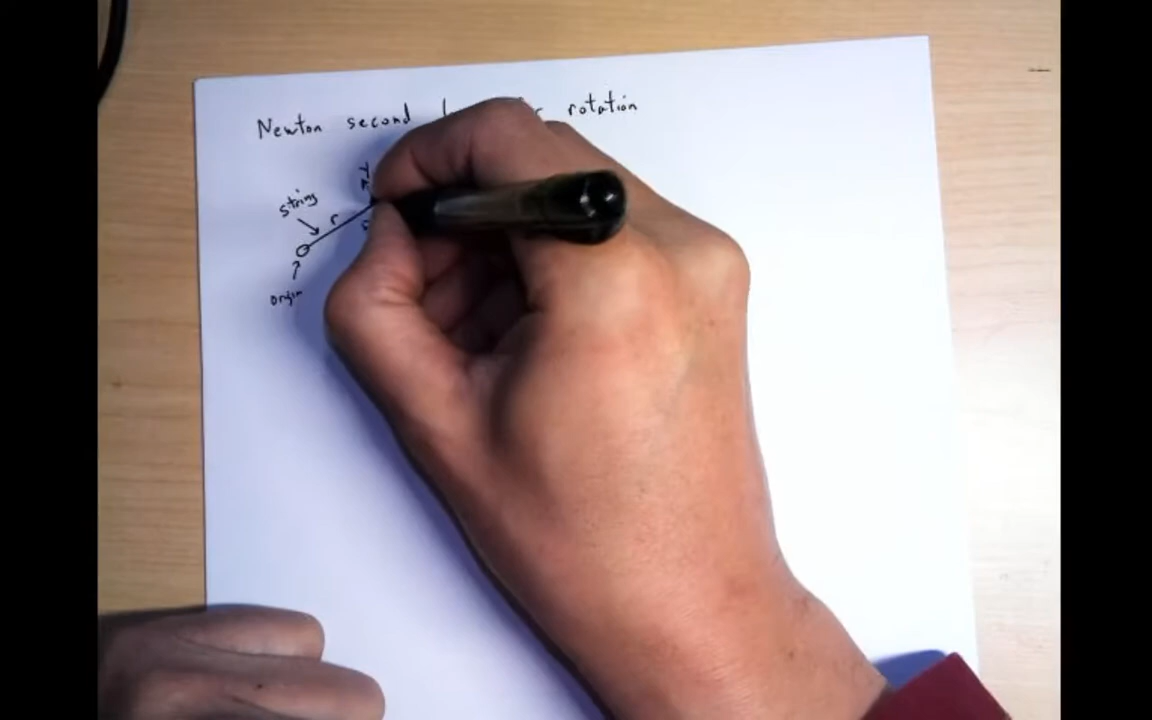 Newton second rotation
y
string
r
origin